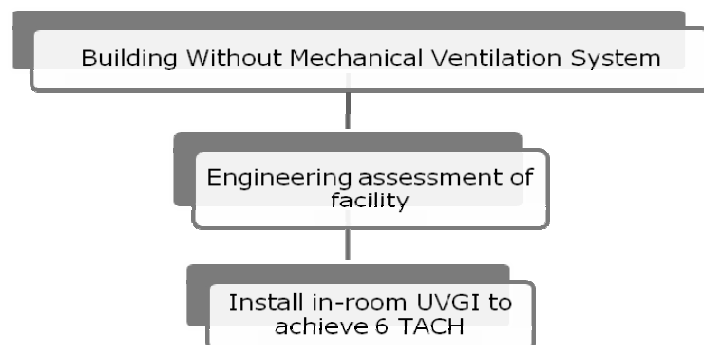 Building Without Mechanical Ventilation System
Engineering assessment of
facility
Install in-room UVGI to
achieve 6 TACH